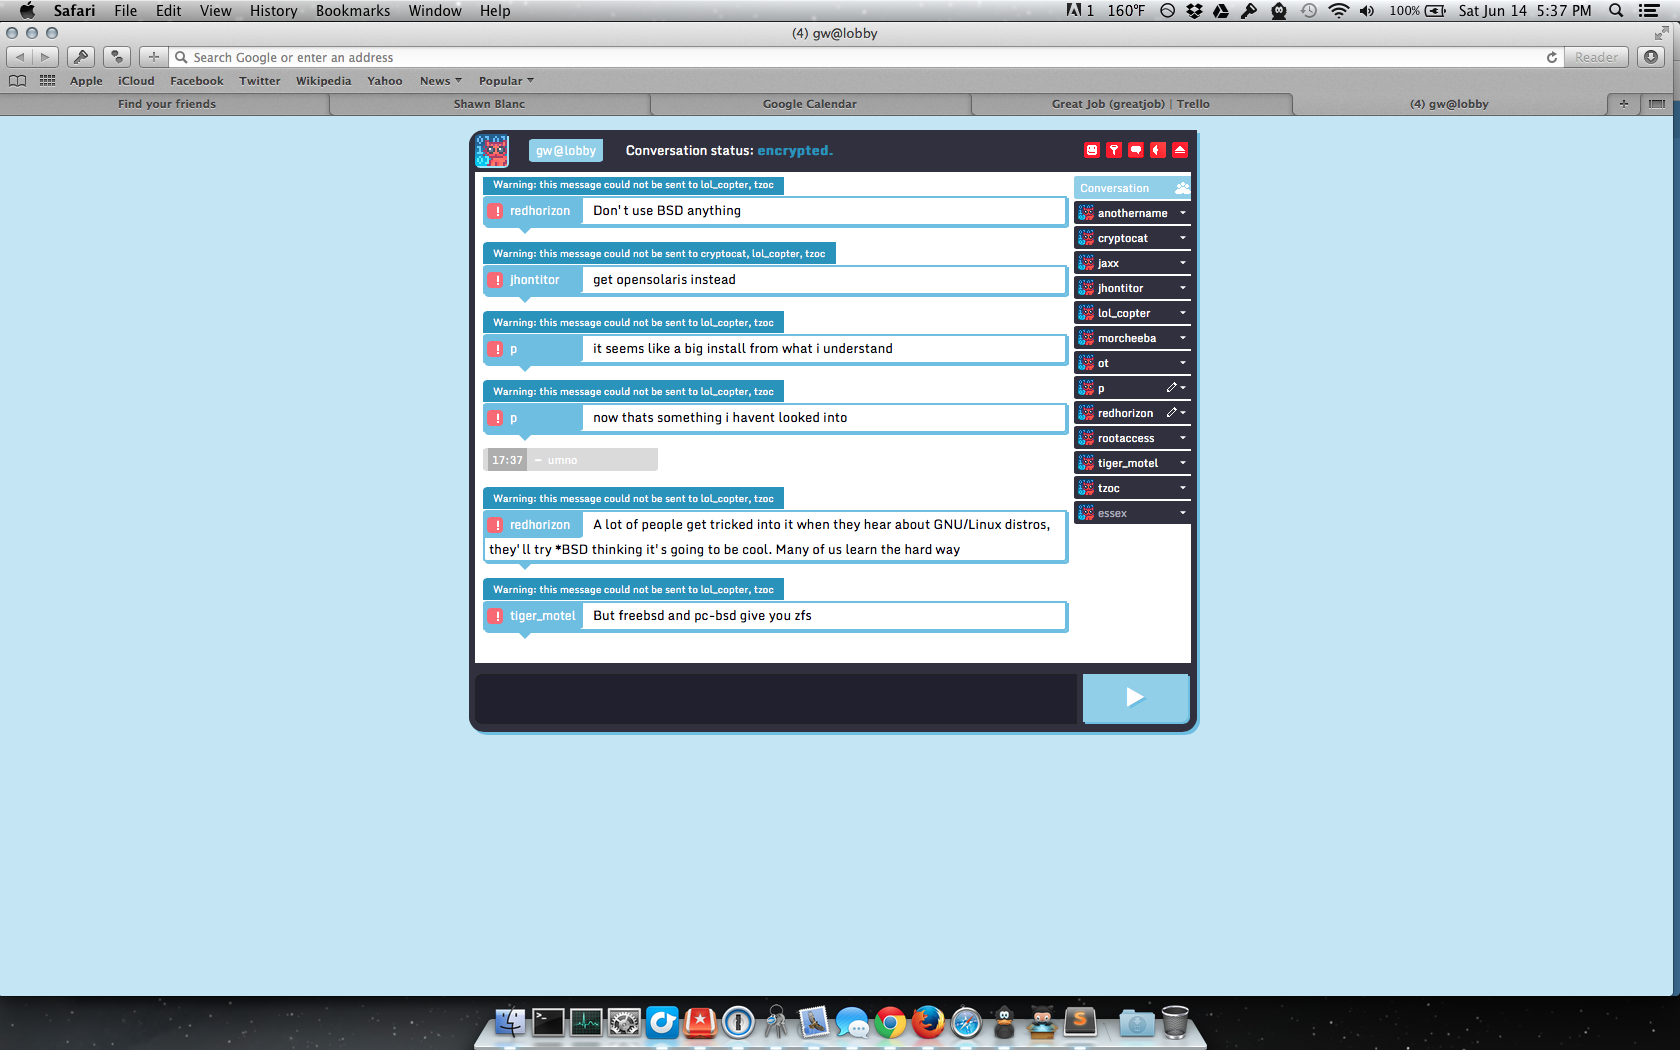 Safari File Edit View History Bookmarks Window Help 1 160°F 100% Sat Jun 14 5:37 PM
(4) gw@lobby
Search Google or enter an address Reader
Apple iCloud Facebook Twitter Wikipedia Yahoo News Popular
Find your friends Shawn Blanc Google Calendar Great Job (greatjob) | Trello (4) gw@lobby
gw@lobby Conversation status: encrypted.
Warning: this message could not be sent to lol_copter, tzoc
redhorizon Don't use BSD anything
Warning: this message could not be sent to cryptocat, lol_copter, tzoc
jhontitor get opensolaris instead
Warning: this message could not be sent to lol_copter, tzoc
p it seems like a big install from what i understand
Warning: this message could not be sent to lol_copter, tzoc
p now thats something i havent looked into
17:37 – umno
Warning: this message could not be sent to lol_copter, tzoc
redhorizon A lot of people get tricked into it when they hear about GNU/Linux distros,
they'll try *BSD thinking it's going to be cool. Many of us learn the hard way
Warning: this message could not be sent to lol_copter, tzoc
tiger_motel But freebsd and pc-bsd give you zfs
Conversation
anothername
cryptocat
jaxx
jhontitor
lol_copter
morcheeba
ot
p
redhorizon
rootaccess
tiger_motel
tzoc
essex